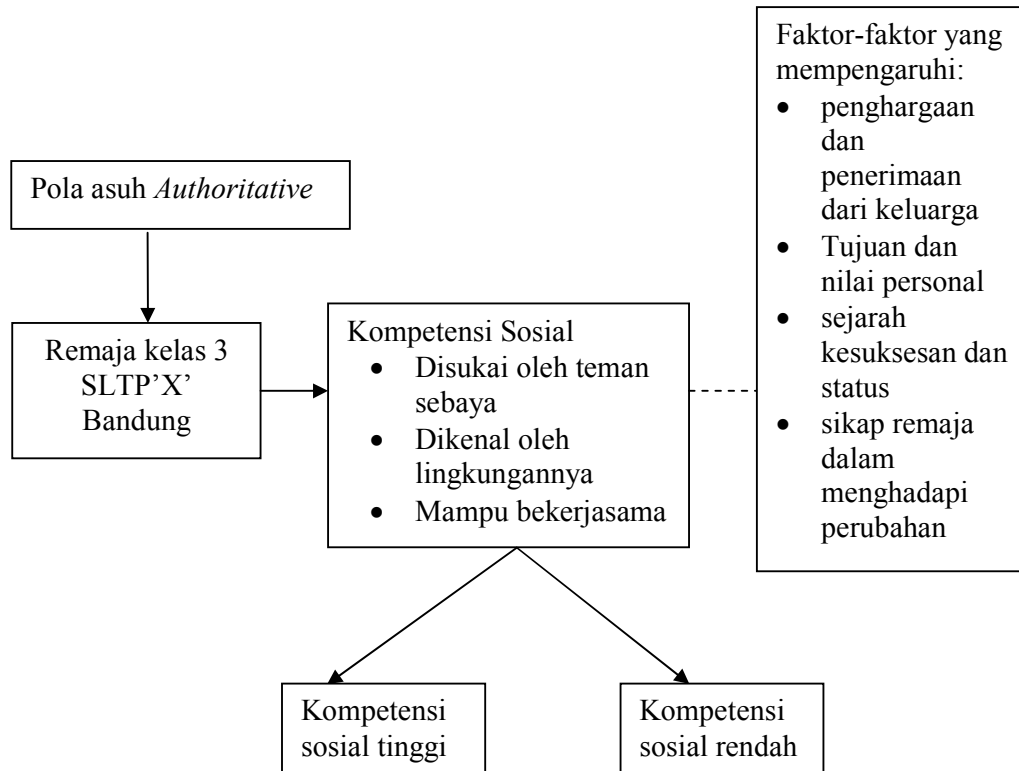 Pola asuh Authoritative
Remaja kelas 3
SLTP’X’
Bandung
Kompetensi Sosial
• Disukai oleh teman
sebaya
• Dikenal oleh
lingkungannya
• Mampu bekerjasama
Faktor-faktor yang
mempengaruhi:
• penghargaan
dan
penerimaan
dari keluarga
• Tujuan dan
nilai personal
• sejarah
kesuksesan dan
status
• sikap remaja
dalam
menghadapi
perubahan
Kompetensi
sosial tinggi
Kompetensi
sosial rendah